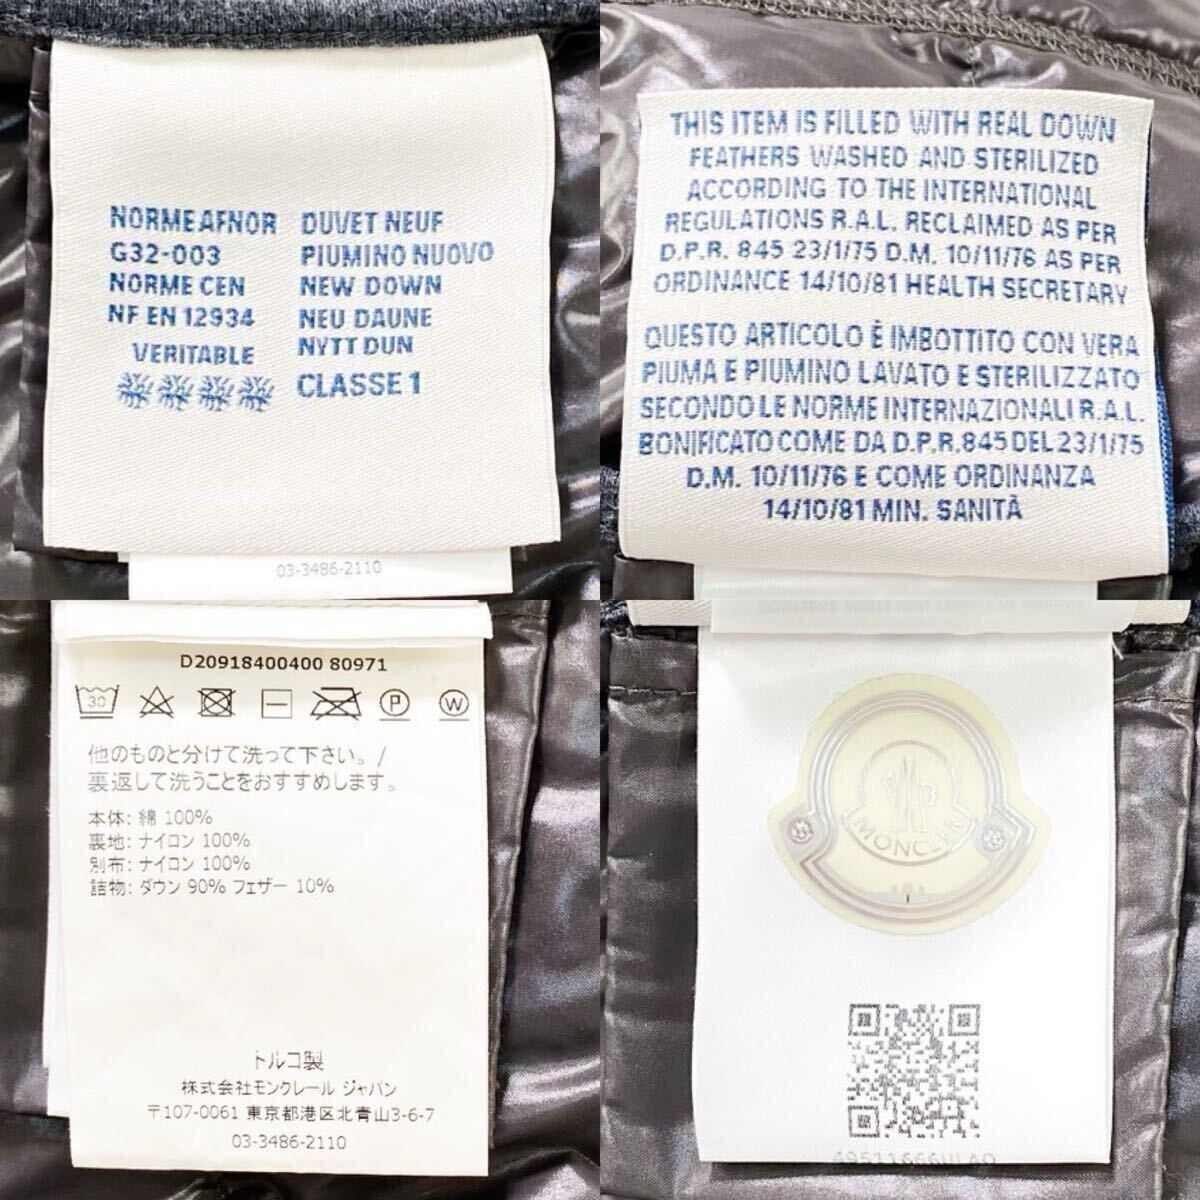 NORME AFNOR
G32-003
NORME CEN
NF EN 12934
VERITABLE
DUVET NEUF
PIUMINO NUOVO
NEW DOWN
NEU DAUNE
NYTT DUN
CLASSE 1
03-3486-2110
THIS ITEM IS FILLED WITH REAL DOWN
FEATHERS WASHED AND STERILIZED
ACCORDING TO THE INTERNATIONAL
REGULATIONS R.A.L. RECLAIMED AS PER
D.P.R. 845 23/1/75 D.M. 10/11/76 AS PER
ORDINANCE 14/10/81 HEALTH SECRETARY
QUESTO ARTICOLO È IMBOTTITO CON VERA
PIUMA E PIUMINO LAVATO E STERILIZZATO
SECONDO LE NORME INTERNAZIONALI R.A.L.
BONIFICATO COME DA D.P.R. 845 DEL 23/1/75
D.M. 10/11/76 E COME ORDINANZA
14/10/81 MIN. SANITÀ
D20918400400 80971
30 P W
他のものと分けて洗って下さい。/
裏返して洗うことをおすすめします。
本体: 綿 100%
裏地: ナイロン 100%
別布: ナイロン 100%
詰物: ダウン 90% フェザー 10%
トルコ製
株式会社モンクレール ジャパン
〒107-0061 東京都港区北青山3-6-7
03-3486-2110
MONCLER